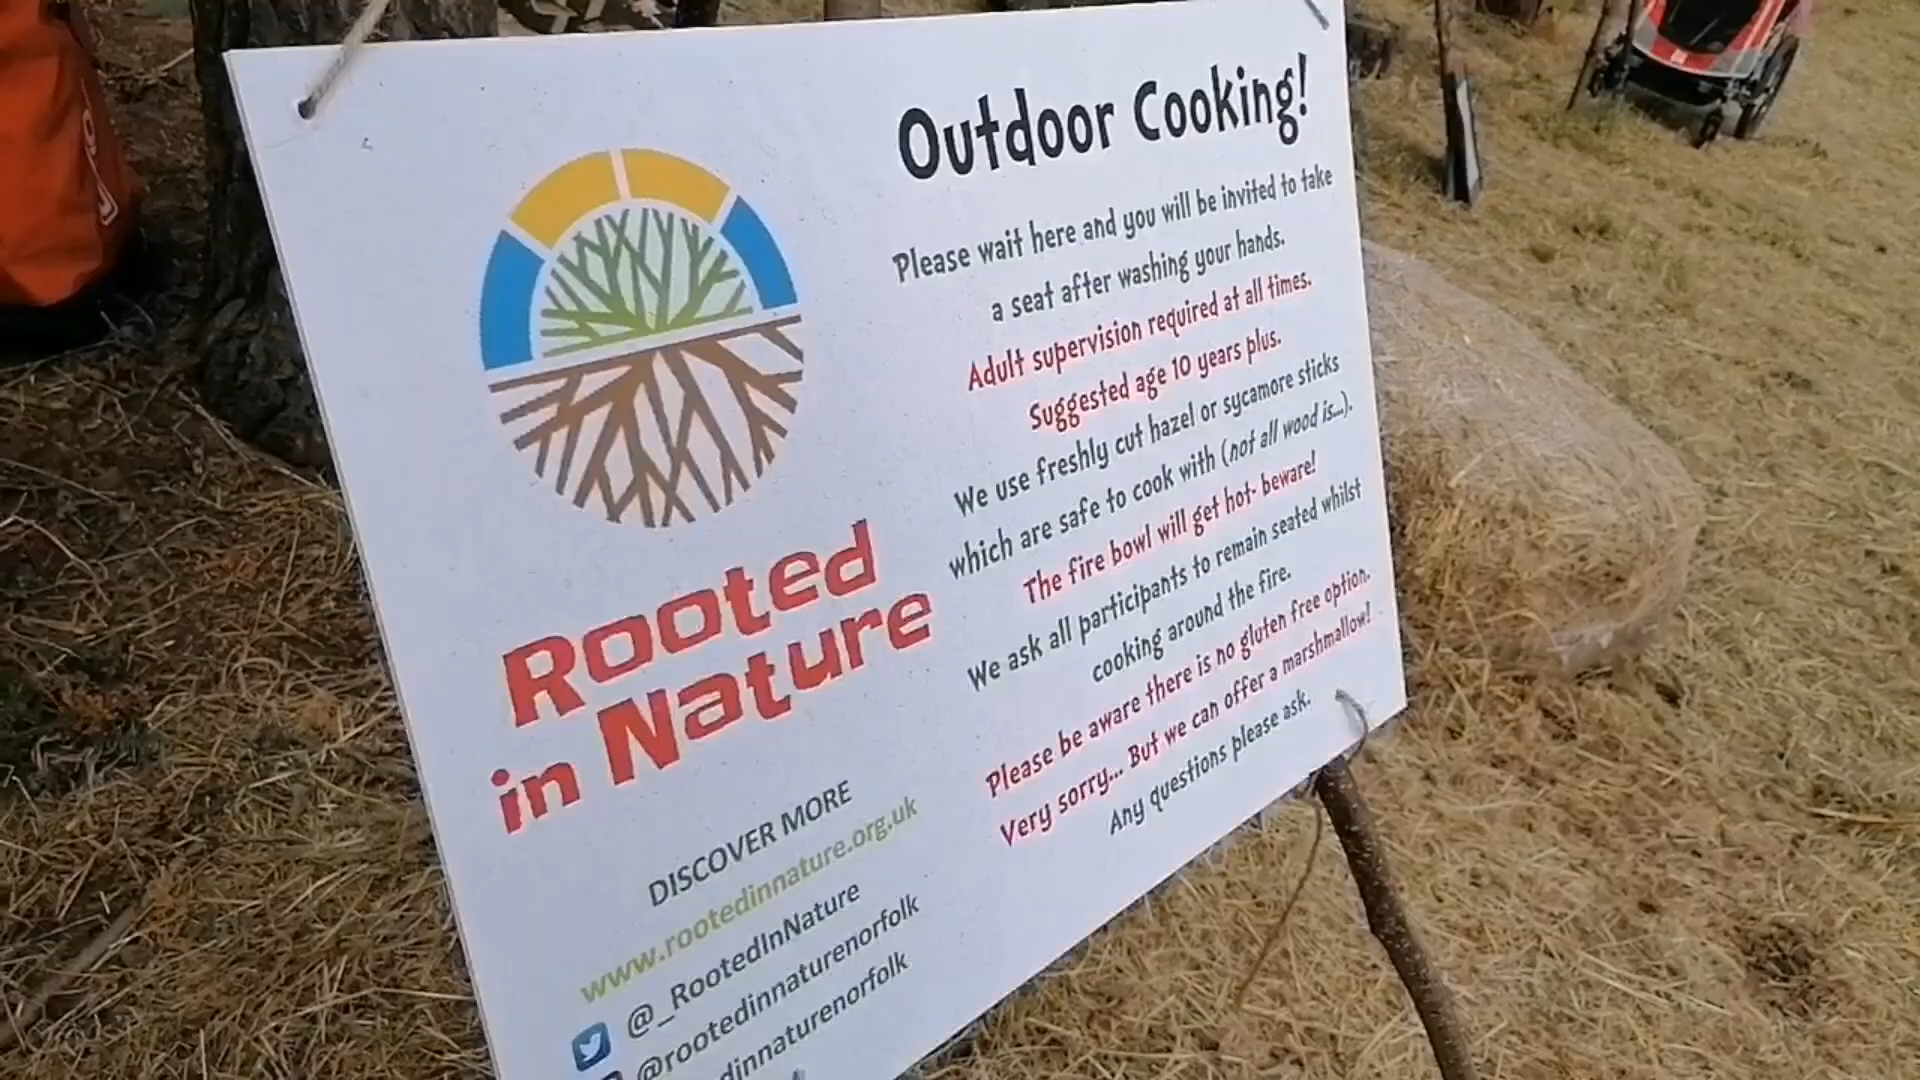 Outdoor Cooking!
Please wait here and you will be invited to take
a seat after washing your hands.
Adult supervision required at all times.
Suggested age 10 years plus.
We use freshly cut hazel or sycamore sticks
which are safe to cook with (not all wood is...).
The fire bowl will get hot- beware!
We ask all participants to remain seated whilst
cooking around the fire.
Please be aware there is no gluten free option.
Very sorry... But we can offer a marshmallow!
Any questions please ask.
Rooted
in Nature
DISCOVER MORE
www.rootedinnature.org.uk
@_RootedInNature
@rootedinnaturenorfolk
dinnaturenorfolk